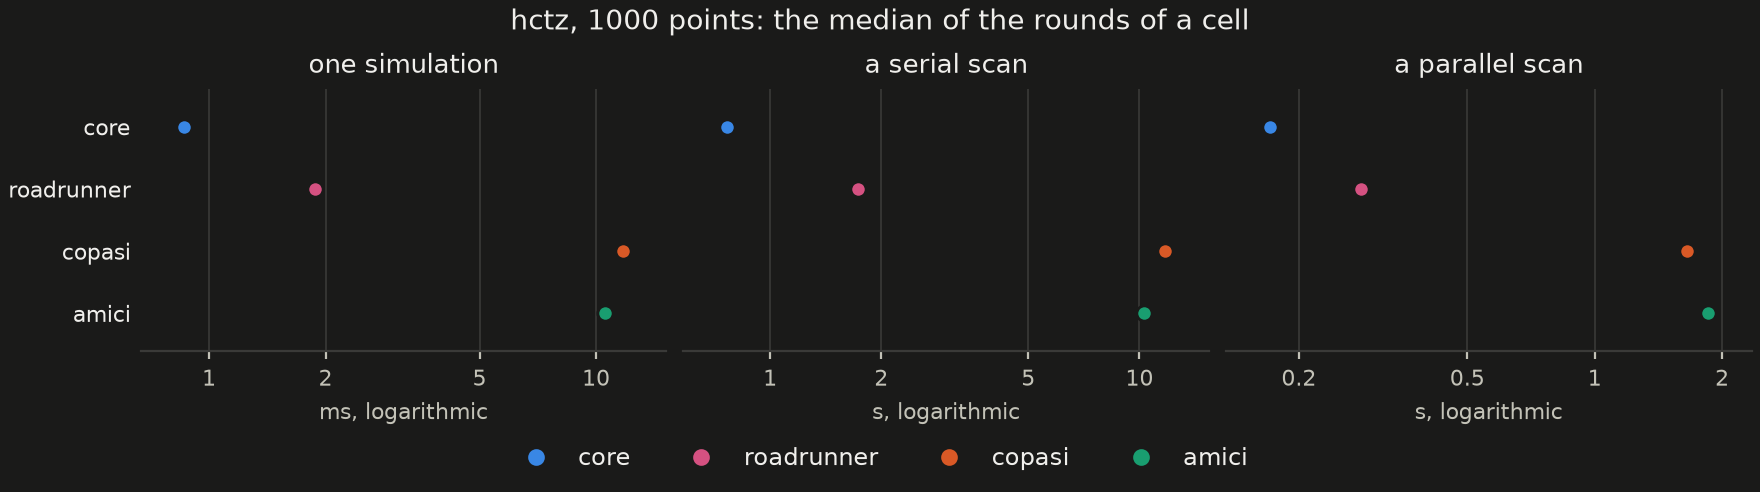 hctz, 1000 points: the median of the rounds of a cell
one simulation
a serial scan
a parallel scan
core
roadrunner
copasi
amici
1 2 5 10
1 2 5 10
0.2 0.5 1 2
ms, logarithmic
s, logarithmic
s, logarithmic
core roadrunner copasi amici